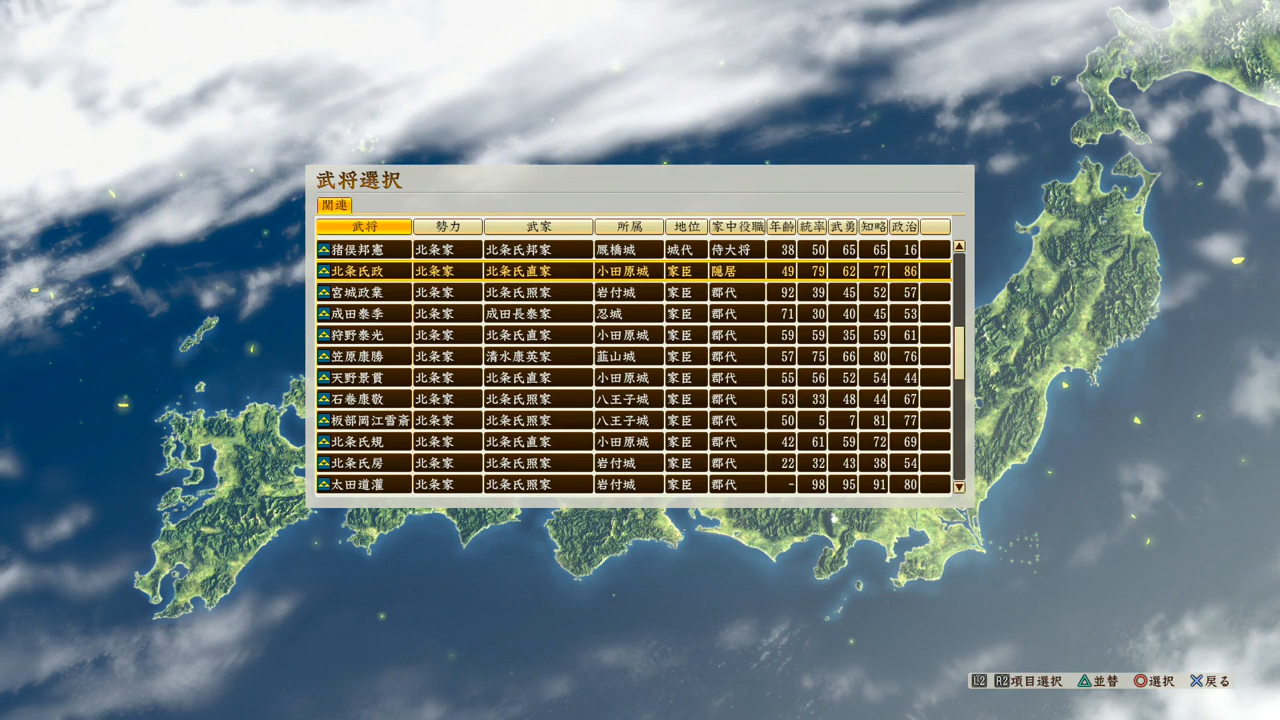 武将選択
関連
武将 勢力 武家 所属 地位 家中役職 年齢 統率 武勇 知略 政治
猪俣邦憲 北条家 北条氏邦家 厩橋城 城代 侍大将 38 50 65 65 16
北条氏政 北条家 北条氏直家 小田原城 家臣 隠居 49 79 62 77 86
宮城政業 北条家 北条氏照家 岩付城 家臣 郡代 92 39 45 52 57
成田泰季 北条家 成田長泰家 忍城 家臣 郡代 71 30 40 45 53
狩野泰光 北条家 北条氏直家 小田原城 家臣 郡代 59 59 35 59 61
笠原康勝 北条家 清水康英家 韮山城 家臣 郡代 57 75 66 80 76
天野景貫 北条家 北条氏直家 小田原城 家臣 郡代 55 56 52 54 44
石巻康敬 北条家 北条氏照家 八王子城 家臣 郡代 53 33 48 44 67
板部岡江雪斎 北条家 北条氏照家 八王子城 家臣 郡代 50 5 7 81 77
北条氏規 北条家 北条氏直家 小田原城 家臣 郡代 42 61 59 72 69
北条氏房 北条家 北条氏照家 岩付城 家臣 郡代 22 32 43 38 54
太田道灌 北条家 北条氏照家 岩付城 家臣 郡代 - 98 95 91 80
L2 R2項目選択 △並替 ○選択 ×戻る